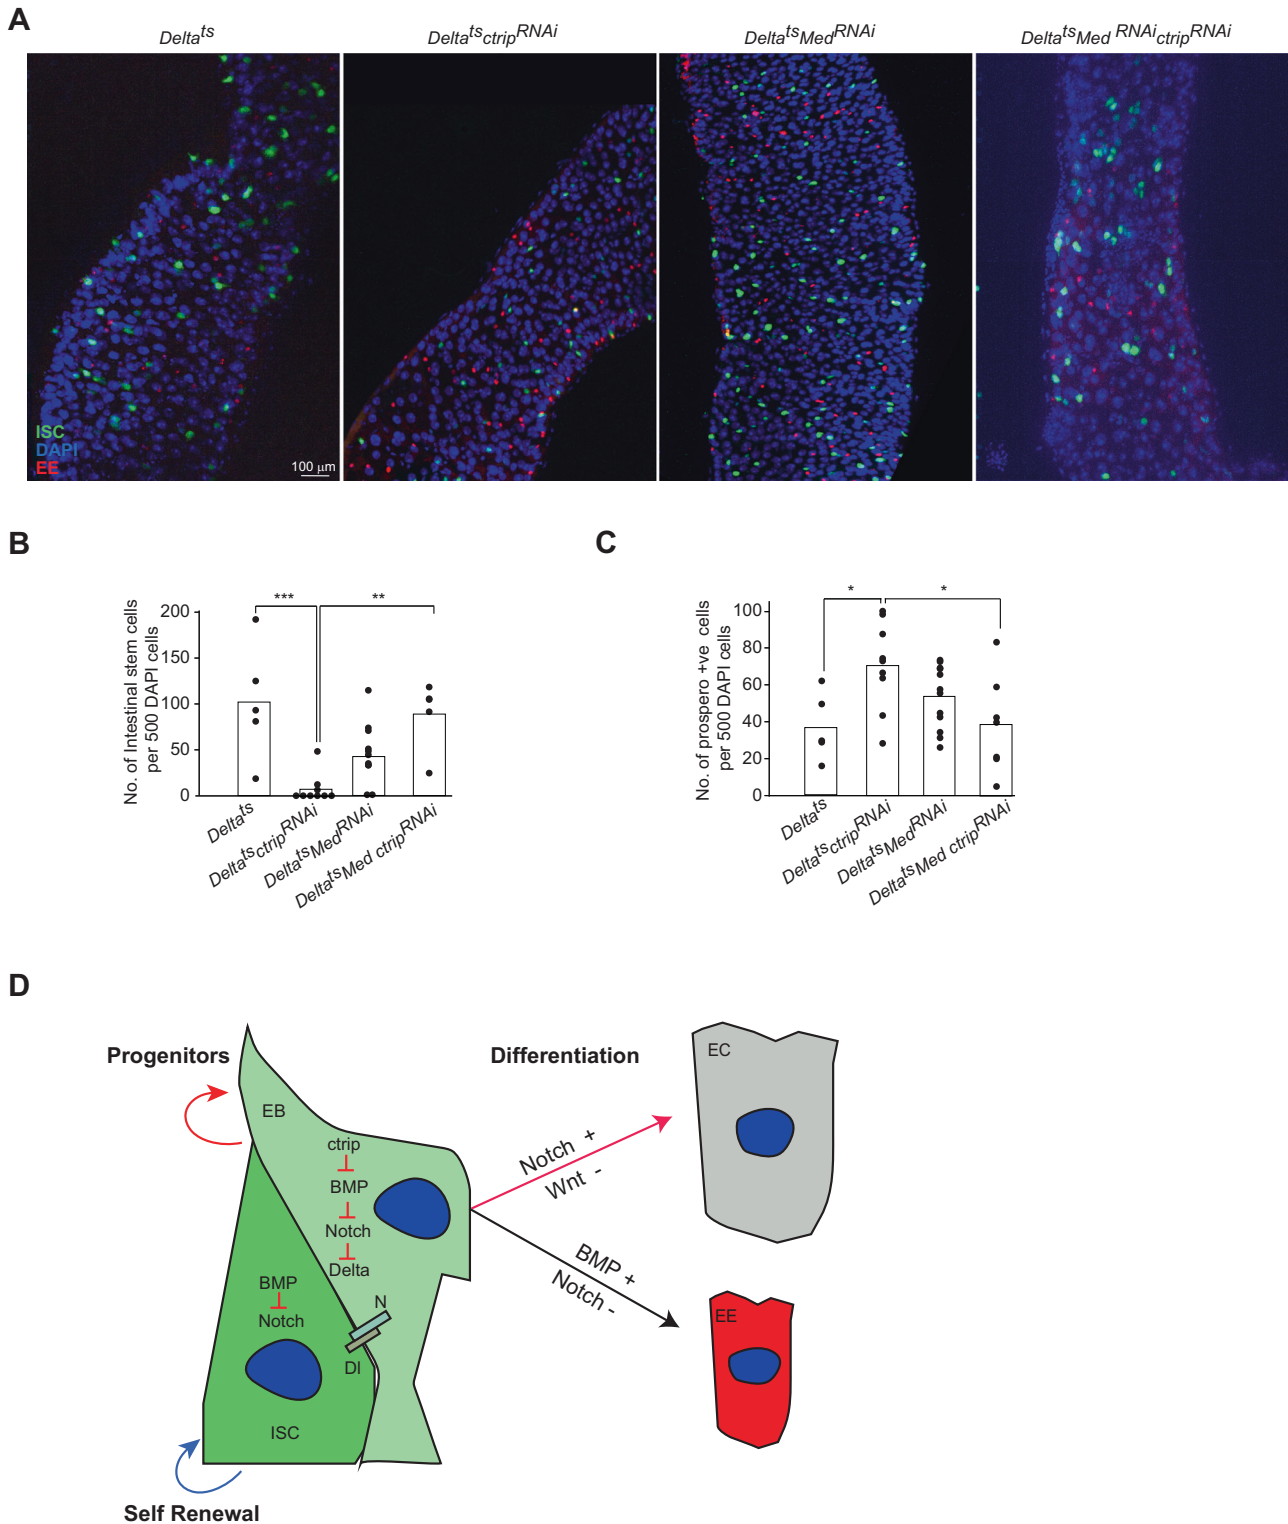 A
Delta^ts
Delta^ts ctrip^RNAi
Delta^ts Med^RNAi
Delta^ts Med ^RNAi ctrip^RNAi
ISC
DAPI
EE
100 µm
B
No. of Intestinal stem cells
per 500 DAPI cells
200
150
100
50
0
***
**
Delta^ts
Delta^ts ctrip^RNAi
Delta^ts Med^RNAi
Delta^ts Med ctrip^RNAi
C
No. of prospero +ve cells
per 500 DAPI cells
100
80
60
40
20
0
*
*
Delta^ts
Delta^ts ctrip^RNAi
Delta^ts Med^RNAi
Delta^ts Med ctrip^RNAi
D
Progenitors
Differentiation
EB
ctrip
BMP
Notch
Delta
BMP
Notch
N
Dl
ISC
Self Renewal
Notch +
Wnt -
BMP +
Notch -
EC
EE